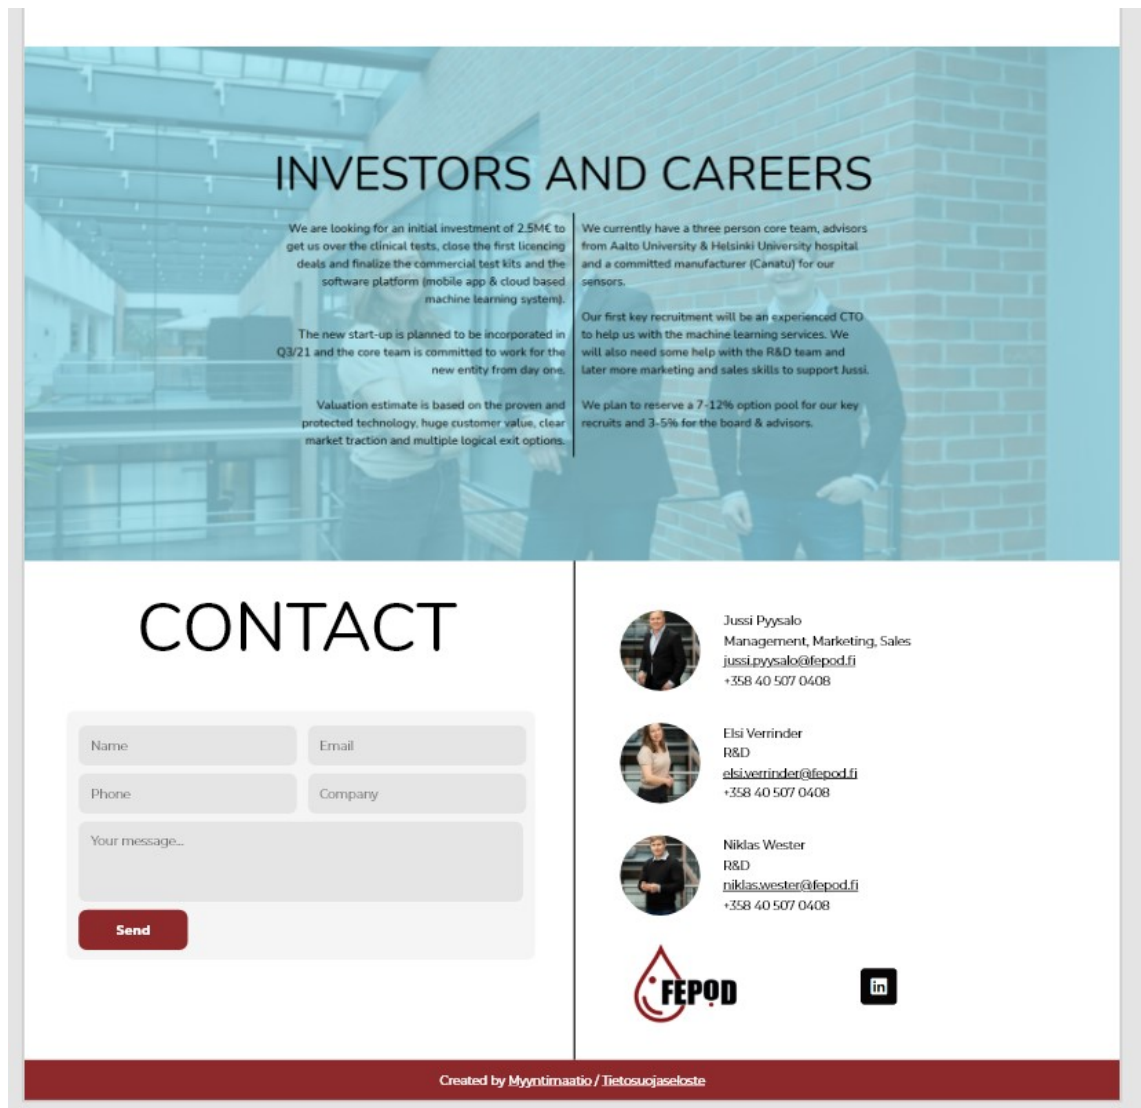 INVESTORS AND CAREERS
We are looking for an initial investment of 2.5M€ to
get us over the clinical tests, close the first licencing
deals and finalize the commercial test kits and the
software platform (mobile app & cloud based
machine learning system).
The new start-up is planned to be incorporated in
Q3/21 and the core team is committed to work for the
new entity from day one.
Valuation estimate is based on the proven and
protected technology, huge customer value, clear
market traction and multiple logical exit options.
We currently have a three person core team, advisors
from Aalto University & Helsinki University hospital
and a committed manufacturer (Canatu) for our
sensors.
Our first key recruitment will be an experienced CTO
to help us with the machine learning services. We
will also need some help with the R&D team and
later more marketing and sales skills to support Jussi.
We plan to reserve a 7-12% option pool for our key
recruits and 3-5% for the board & advisors.
CONTACT
Name
Email
Phone
Company
Your message...
Send
Jussi Pyysalo
Management, Marketing, Sales
jussi.pyysalo@fepod.fi
+358 40 507 0408
Elsi Verrinder
R&D
elsi.verrinder@fepod.fi
+358 40 507 0408
Niklas Wester
R&D
niklas.wester@fepod.fi
+358 40 507 0408
FEPOD
in
Created by Myyntimaatio / Tietosuojaseloste